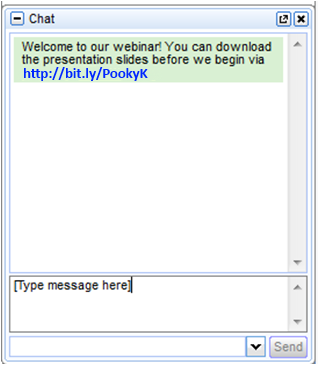 Chat
Welcome to our webinar! You can download
the presentation slides before we begin via
http://bit.ly/PookyK
[Type message here]
Send